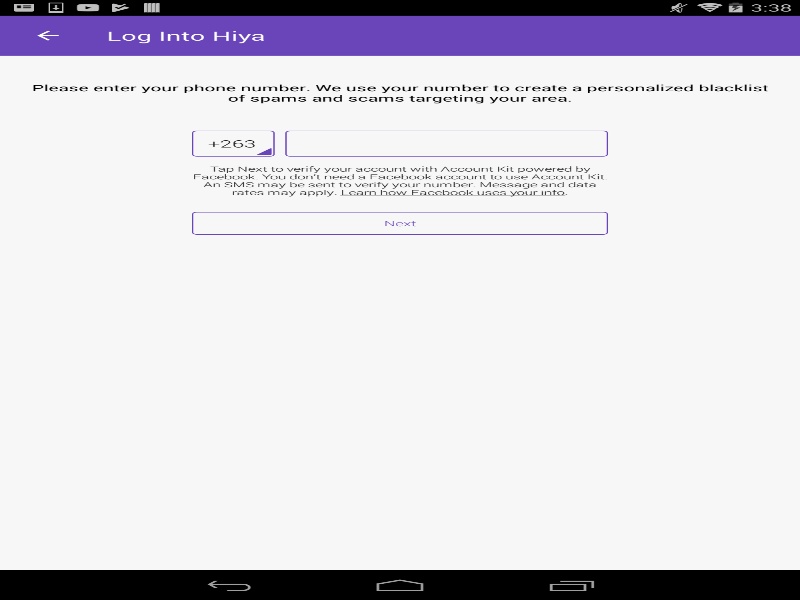 3:38
Log Into Hiya
Please enter your phone number. We use your number to create a personalized blacklist
of spams and scams targeting your area.
+263
Tap Next to verify your account with Account Kit powered by
Facebook. You don't need a Facebook account to use Account Kit.
An SMS may be sent to verify your number. Message and data
rates may apply. Learn how Facebook uses your info.
Next